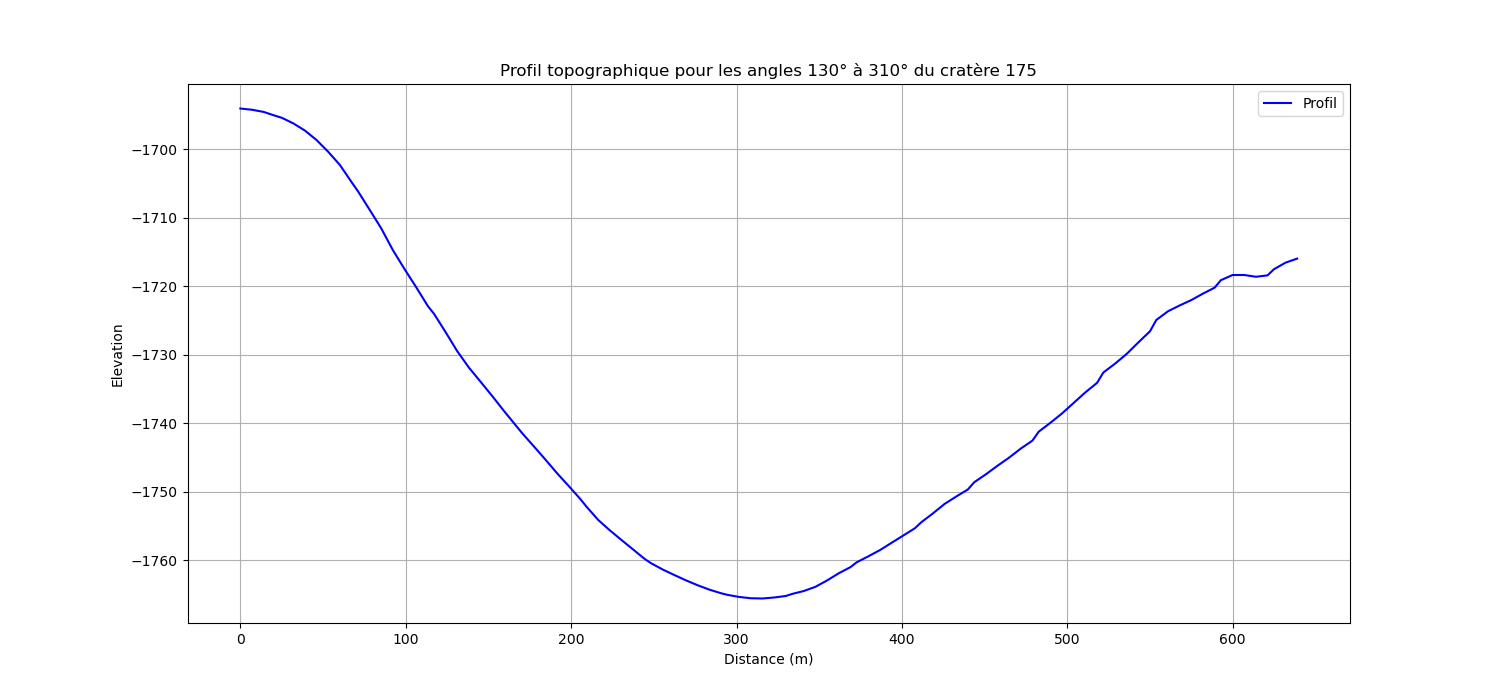 Profil topographique pour les angles 130° à 310° du cratère 175
Profil
−1700
−1710
−1720
−1730
−1740
−1750
−1760
Elevation
0 100 200 300 400 500 600
Distance (m)